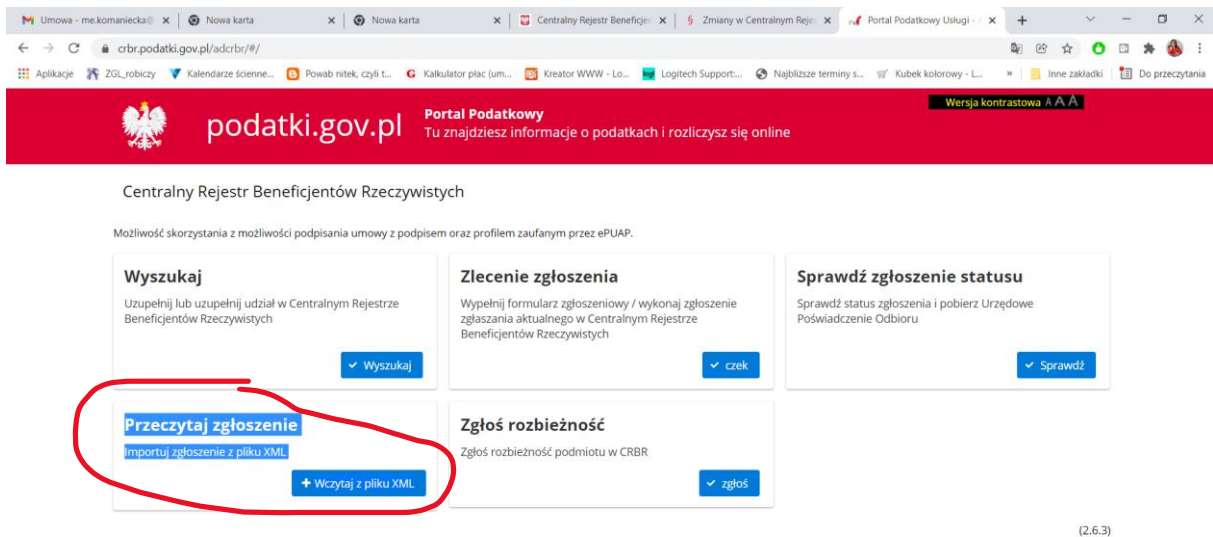 Umowa - me.komaniecka@
Nowa karta
Nowa karta
Centralny Rejestr Beneficje
Zmiany w Centralnym Reje
Portal Podatkowy Usługi -
crbr.podatki.gov.pl/adcrbr/#/
Aplikacje
ZGL_robiczy
Kalendarze ścienne...
Powab nitek, czyli t...
Kalkulator płac (um...
Kreator WWW - Lo...
Logitech Support:...
Najbliższe terminy s...
Kubek kolorowy - L...
»
Inne zakładki
Do przeczytania
Wersja kontrastowa A A A
podatki.gov.pl
Portal Podatkowy
Tu znajdziesz informacje o podatkach i rozliczysz się online
Centralny Rejestr Beneficjentów Rzeczywistych
Możliwość skorzystania z możliwości podpisania umowy z podpisem oraz profilem zaufanym przez ePUAP.
Wyszukaj
Uzupełnij lub uzupełnij udział w Centralnym Rejestrze
Beneficjentów Rzeczywistych
Wyszukaj
Zlecenie zgłoszenia
Wypełnij formularz zgłoszeniowy / wykonaj zgłoszenie
zgłaszania aktualnego w Centralnym Rejestrze
Beneficjentów Rzeczywistych
czek
Sprawdź zgłoszenie statusu
Sprawdź status zgłoszenia i pobierz Urzędowe
Poświadczenie Odbioru
Sprawdź
Przeczytaj zgłoszenie
Importuj zgłoszenie z pliku XML
+ Wczytaj z pliku XML
Zgłoś rozbieżność
Zgłoś rozbieżność podmiotu w CRBR
zgłoś
(2.6.3)